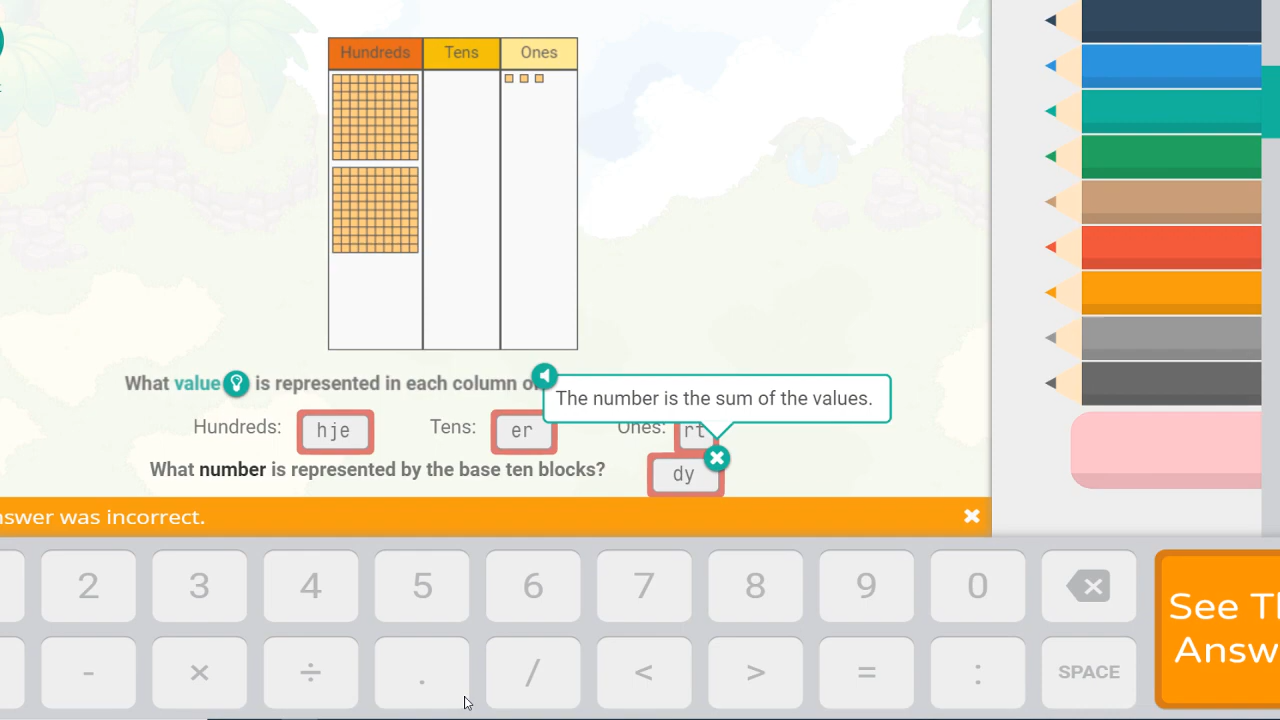 Hundreds Tens Ones
What value is represented in each column o
The number is the sum of the values.
Hundreds: hje Tens: er Ones: rt
What number is represented by the base ten blocks? dy
nswer was incorrect.
2 3 4 5 6 7 8 9 0
- × ÷ . / < > = : SPACE
See Th
Answ